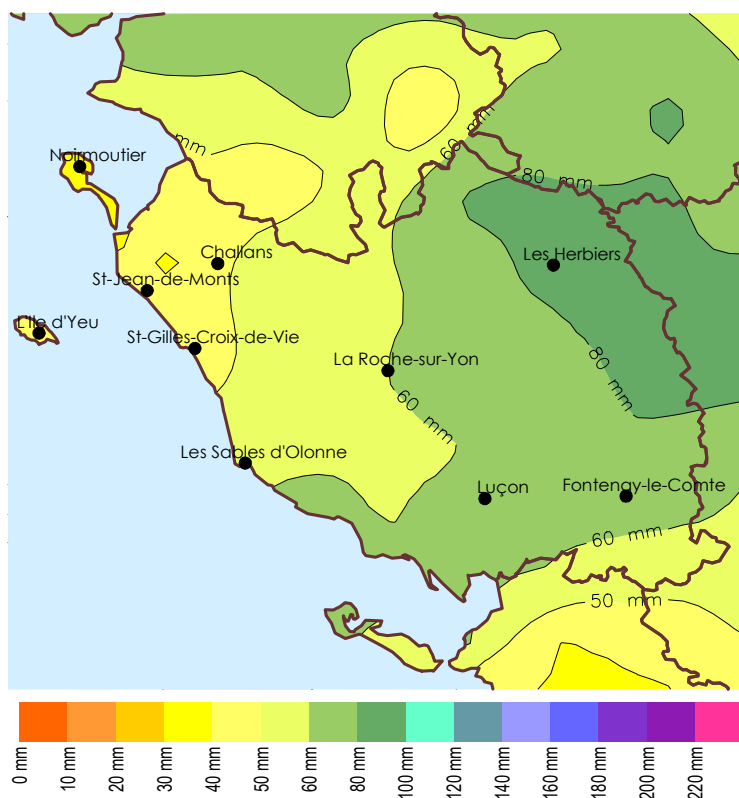 60 mm
mm
Noirmoutier
80 mm
Challans
Les Herbiers
St-Jean-de-Monts
L'Ile d'Yeu
St-Gilles-Croix-de-Vie
La Roche-sur-Yon
80 mm
60 mm
Les Sables d'Olonne
Luçon
Fontenay-le-Comte
60 mm
50 mm
0 mm
10 mm
20 mm
30 mm
40 mm
50 mm
60 mm
80 mm
100 mm
120 mm
140 mm
160 mm
180 mm
200 mm
220 mm